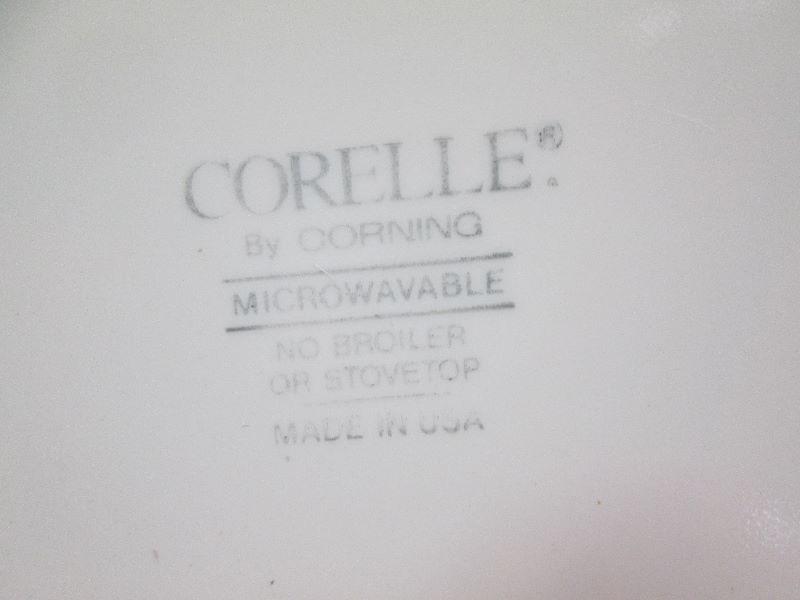 CORELLE®
By CORNING
MICROWAVABLE
NO BROILER
OR STOVETOP
MADE IN USA